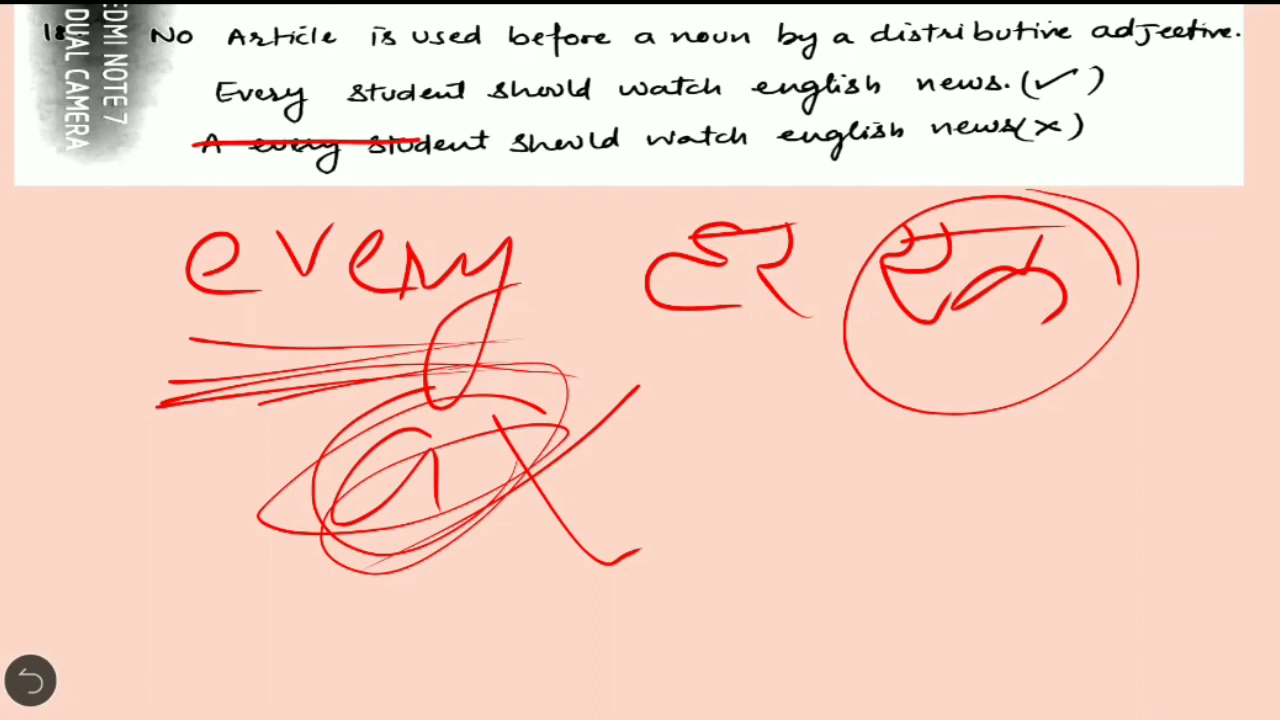 18 No Article is used before a noun by a distributive adjective.
Every student should watch english news. (✓)
A every student should watch english news (×)
REDMI NOTE 7
DUAL CAMERA
every हर एक
a ×